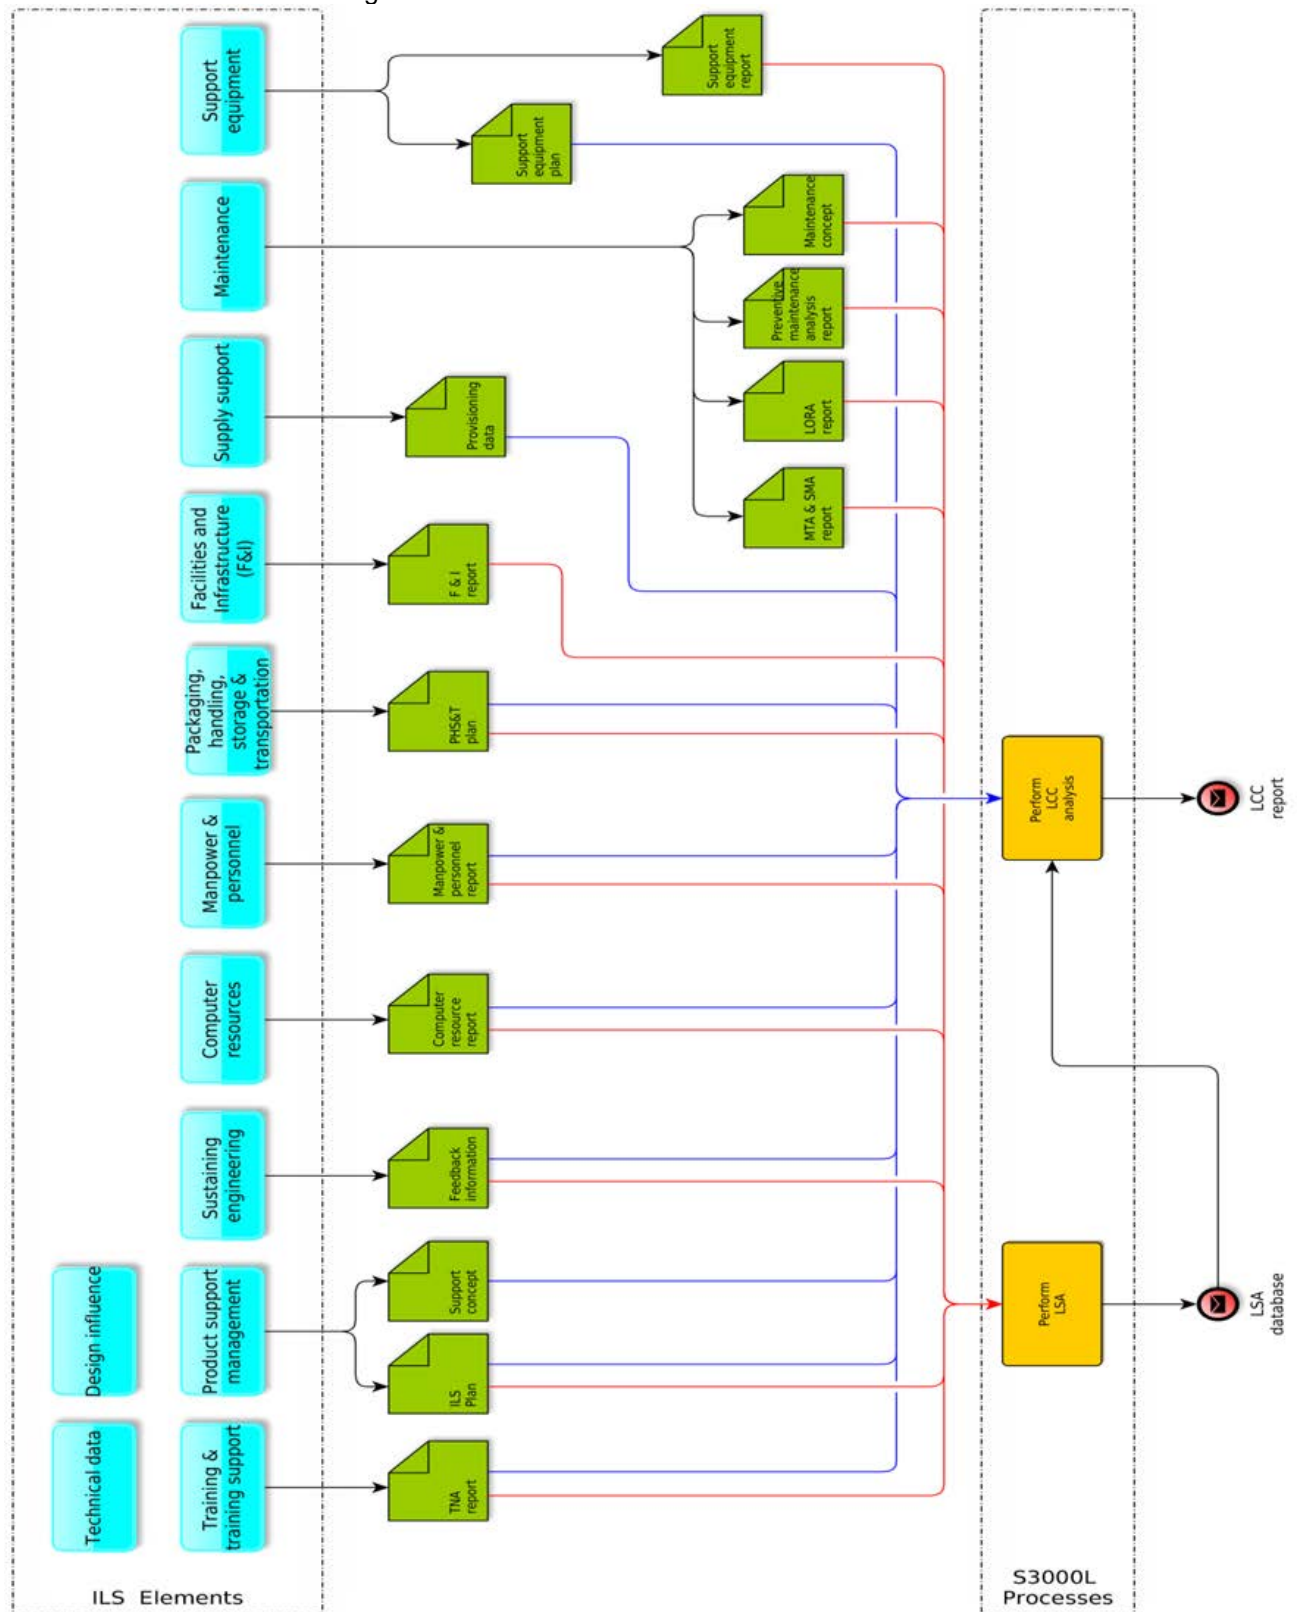 Support
equipment
Support
equipment
report
Support
equipment
plan
Maintenance
Maintenance
concept
Preventive
maintenance
analysis
report
LORA
report
MTA & SMA
report
Supply support
Provisioning
data
Facilities and
Infrastructure
(F&I)
F & I
report
Packaging,
handling,
storage &
transportation
PHS&T
plan
Manpower &
personnel
Manpower &
personnel
report
Computer
resources
Computer
resource
report
Sustaining
engineering
Feedback
information
Design influence
Product support
management
Support
concept
ILS
Plan
Technical data
Training &
training support
TNA
report
Perform
LCC
analysis
LCC
report
Perform
LSA
LSA
database
ILS Elements
S3000L
Processes